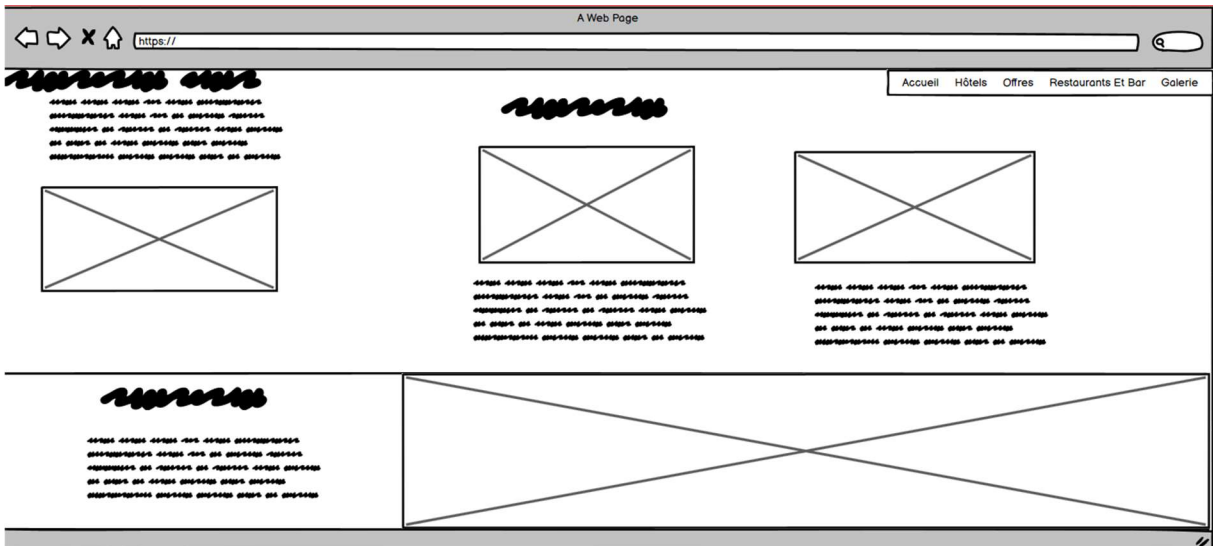 A Web Page
https://
Accueil Hôtels Offres Restaurants Et Bar Galerie